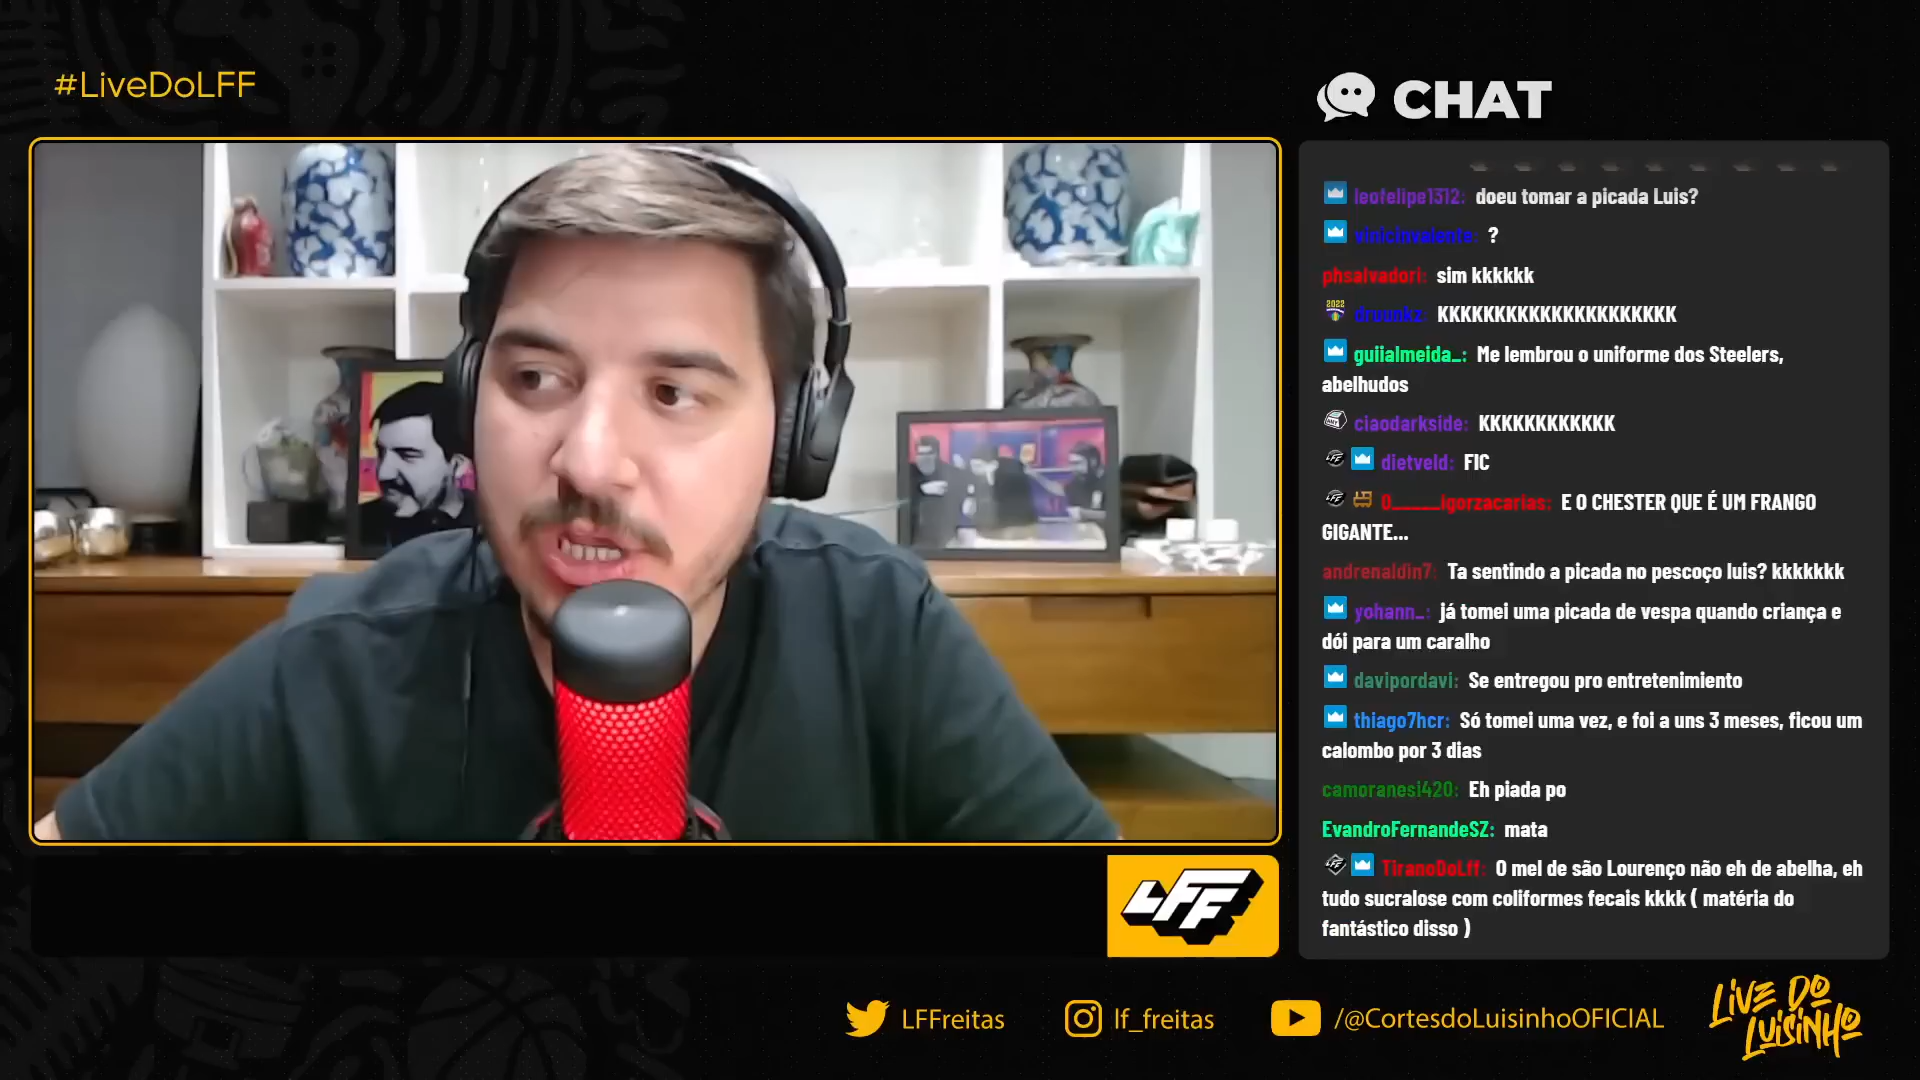 #LiveDoLFF
CHAT
leofelipe1312: doeu tomar a picada Luis?
vinicinvalente: ?
phsalvadori: sim kkkkkk
druunkz: KKKKKKKKKKKKKKKKKKKKK
guiialmeida_: Me lembrou o uniforme dos Steelers,
abelhudos
ciaodarkside: KKKKKKKKKKKK
dietveld: FIC
0_____igorzacarias: E O CHESTER QUE É UM FRANGO
GIGANTE...
andrenaldin7: Ta sentindo a picada no pescoço luis? kkkkkkk
yohann_: já tomei uma picada de vespa quando criança e
dói para um caralho
davipordavi: Se entregou pro entretenimiento
thiago7hcr: Só tomei uma vez, e foi a uns 3 meses, ficou um
calombo por 3 dias
camoranesi420: Eh piada po
EvandroFernandeSZ: mata
TiranoDoLff: O mel de são Lourenço não eh de abelha, eh
tudo sucralose com coliformes fecais kkkk ( matéria do
fantástico disso )
LFF
LFFreitas
lf_freitas
/@CortesdoLuisinhoOFICIAL
LIVE DO
LUISINHO